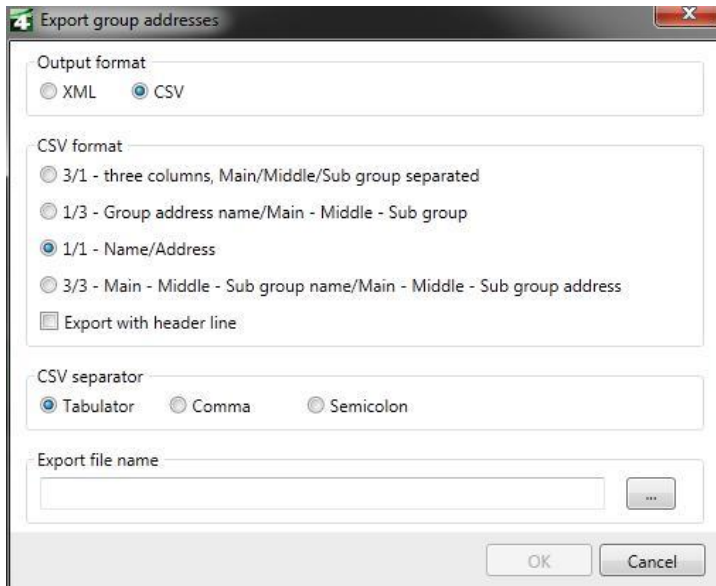 4 Export group addresses
x
Output format
XML CSV
CSV format
3/1 - three columns, Main/Middle/Sub group separated
1/3 - Group address name/Main - Middle - Sub group
1/1 - Name/Address
3/3 - Main - Middle - Sub group name/Main - Middle - Sub group address
Export with header line
CSV separator
Tabulator Comma Semicolon
Export file name
...
OK Cancel